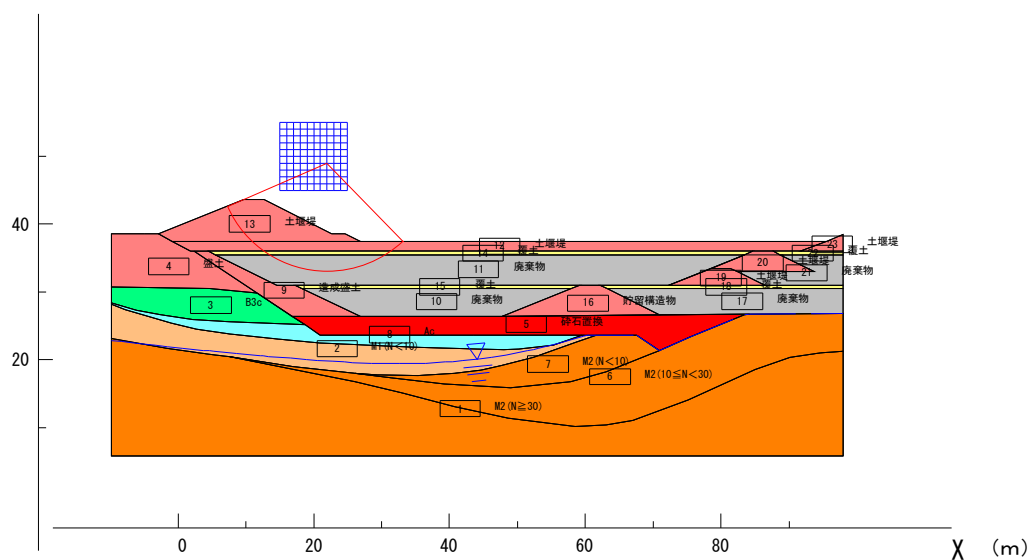 40
20
0
20
40
60
80
X (m)
13 土堰堤
4 盛土
3 B3c
9 造成盛土
12 土堰堤
14 覆土
11 廃棄物
15 覆土
10 廃棄物
16 貯留構造物
5 砕石置換
8 Ac
2 M1(N<10)
7 M2(N<10)
6 M2(10≦N<30)
1 M2(N≧30)
23 土堰堤
覆土
20 土堰堤
21 廃棄物
19 土堰堤
18 覆土
17 廃棄物